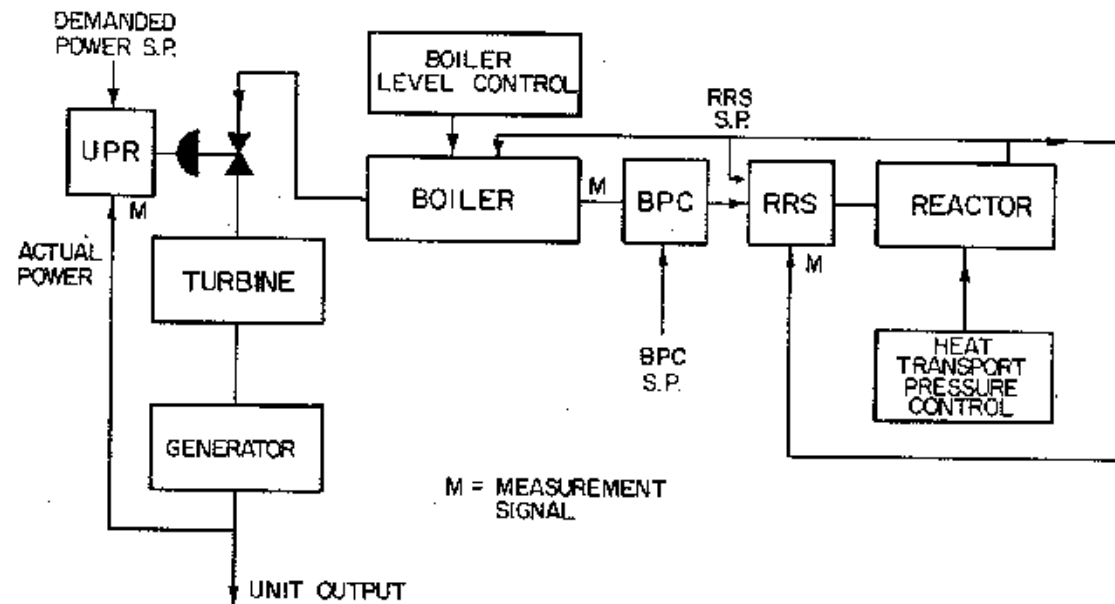 DEMANDED
POWER S.P.
BOILER
LEVEL CONTROL
RRS
S.P.
UPR
M
BOILER
M
BPC
RRS
M
REACTOR
ACTUAL
POWER
TURBINE
BPC
S.P.
HEAT
TRANSPORT
PRESSURE
CONTROL
GENERATOR
M = MEASUREMENT
SIGNAL
UNIT OUTPUT